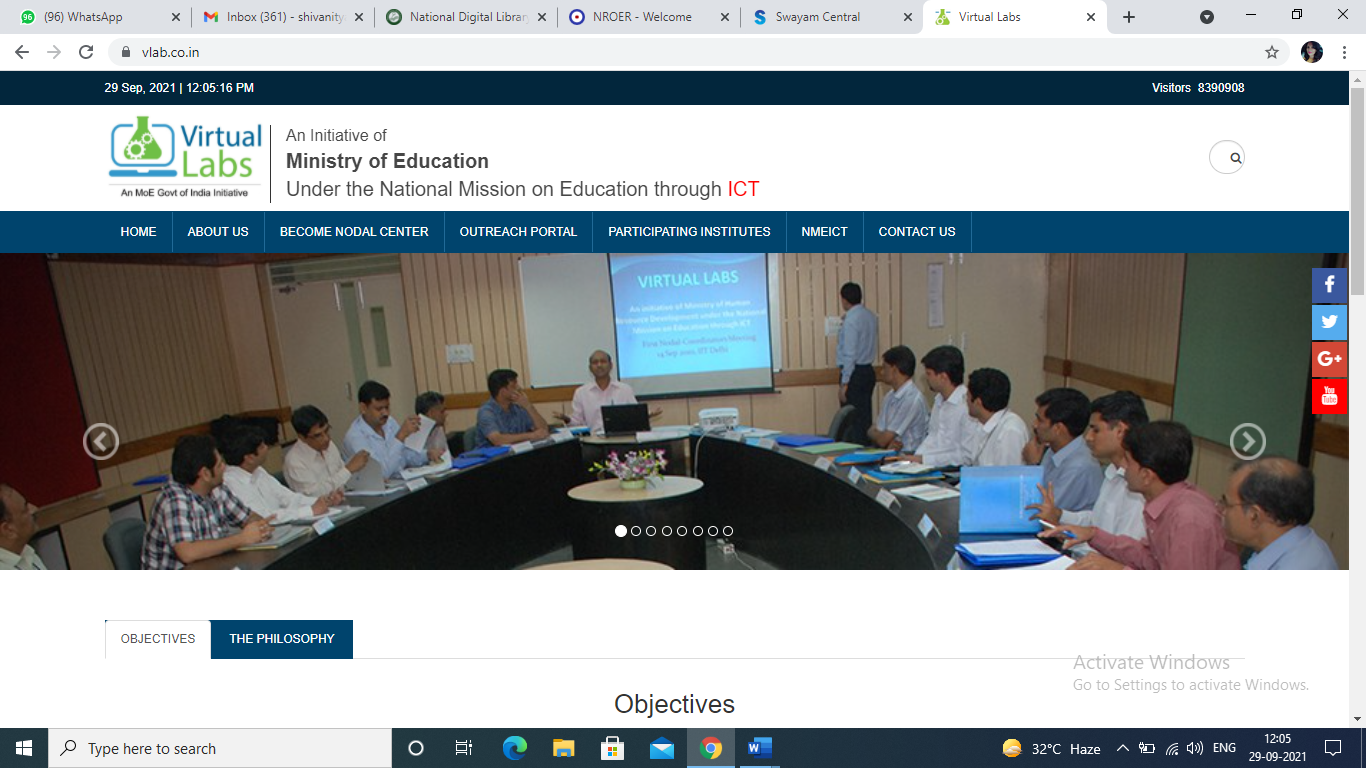 (96) WhatsApp
Inbox (361) - shivanity
National Digital Library
NROER - Welcome
Swayam Central
Virtual Labs
vlab.co.in
29 Sep, 2021 | 12:05:16 PM
Visitors 8390908
Virtual
Labs
An MoE Govt of India Initiative
An Initiative of
Ministry of Education
Under the National Mission on Education through ICT
HOME
ABOUT US
BECOME NODAL CENTER
OUTREACH PORTAL
PARTICIPATING INSTITUTES
NMEICT
CONTACT US
VIRTUAL LABS
An Initiative of Ministry of Human
Resource Development under the National
Mission on Education through ICT
First Nodal Coordinators Meeting
14 Sep 2010, IIT Delhi
f
G+
You
Tube
OBJECTIVES
THE PHILOSOPHY
Objectives
Activate Windows
Go to Settings to activate Windows.
Type here to search
32°C Haze
ENG
12:05
29-09-2021